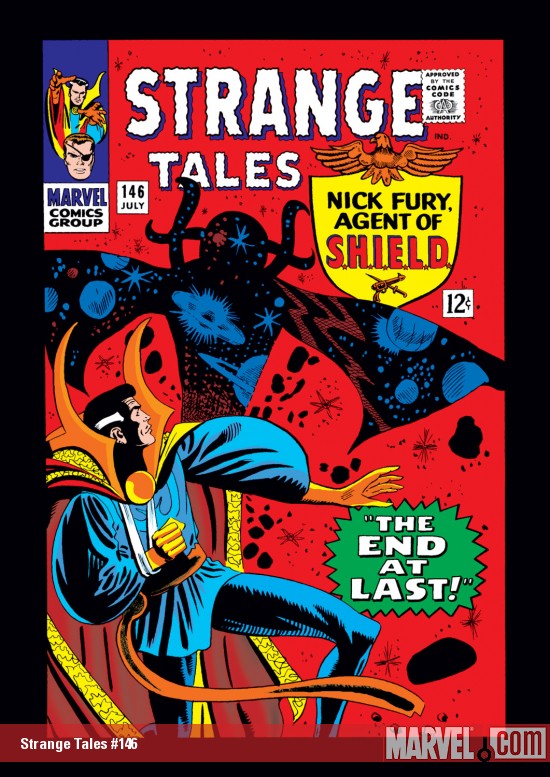 STRANGE
TALES
APPROVED
BY THE
COMICS
CODE
CA
AUTHORITY
IND.
MARVEL
COMICS
GROUP
146
JULY
NICK FURY,
AGENT OF
S.H.I.E.L.D.
12¢
"THE
END
AT
LAST!"
Strange Tales #146
MARVEL.com